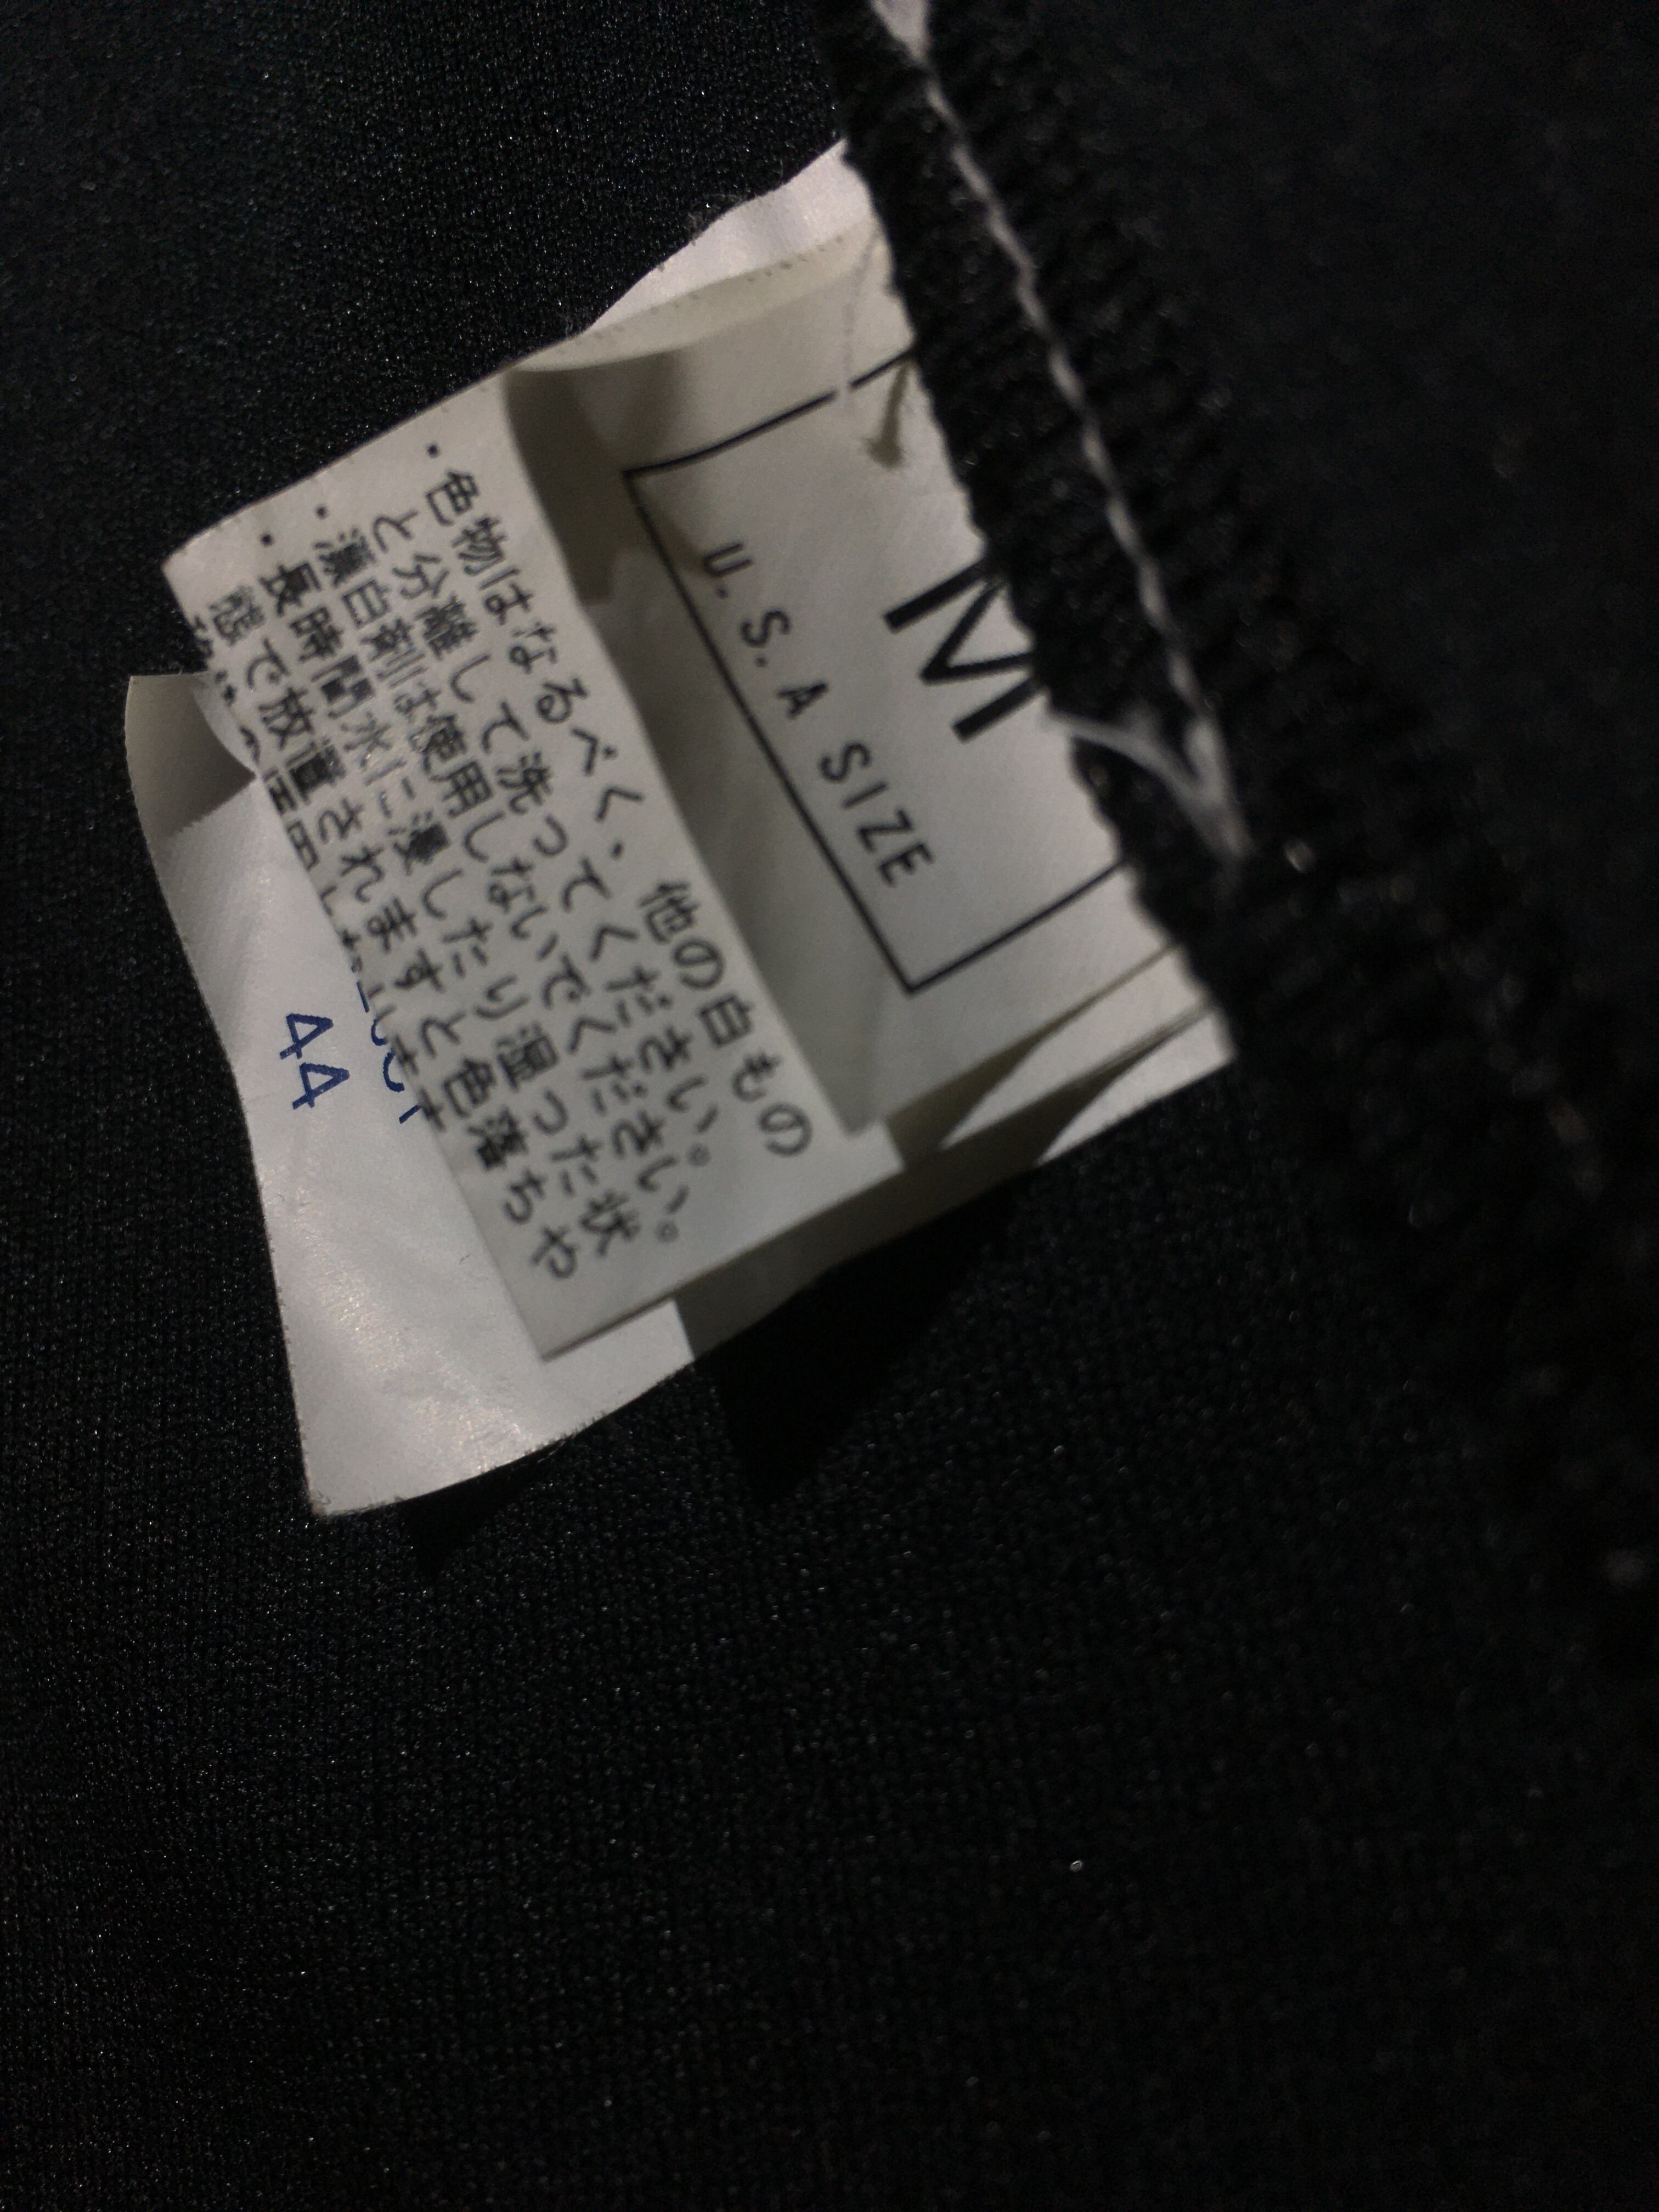 M
U.S.A SIZE
・色物はなるべく、他の白もの
と分離して洗ってください。
・漂白剤は使用しないでください。
・長時間水に浸したり湿った状
態で放置されますと色落ちや
44